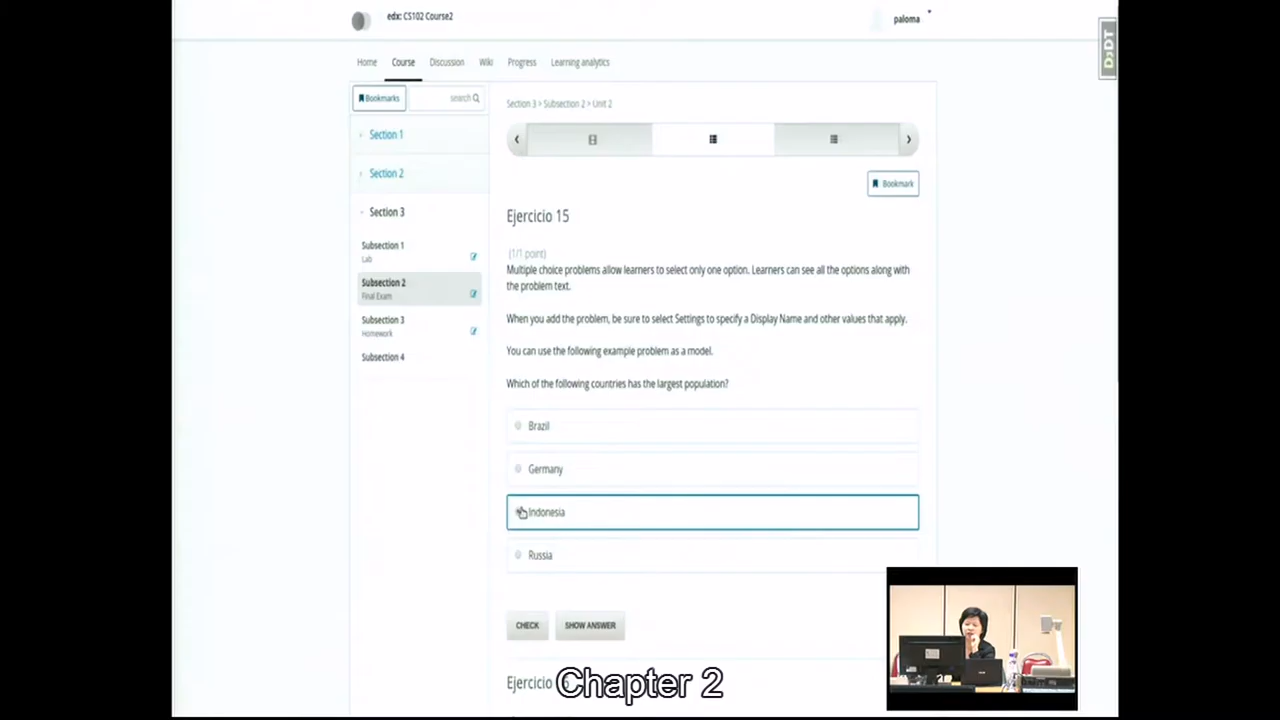 edx: CS102 Course2
paloma
DJDT
Home Course Discussion Wiki Progress Learning analytics
Bookmarks search
Section 3 > Subsection 2 > Unit 2
Section 1
Section 2
Section 3
Subsection 1
Lab
Subsection 2
Final Exam
Subsection 3
Homework
Subsection 4
Bookmark
Ejercicio 15
(1/1 point)
Multiple choice problems allow learners to select only one option. Learners can see all the options along with
the problem text.
When you add the problem, be sure to select Settings to specify a Display Name and other values that apply.
You can use the following example problem as a model.
Which of the following countries has the largest population?
Brazil
Germany
Indonesia
Russia
CHECK SHOW ANSWER
Ejercicio
Chapter 2